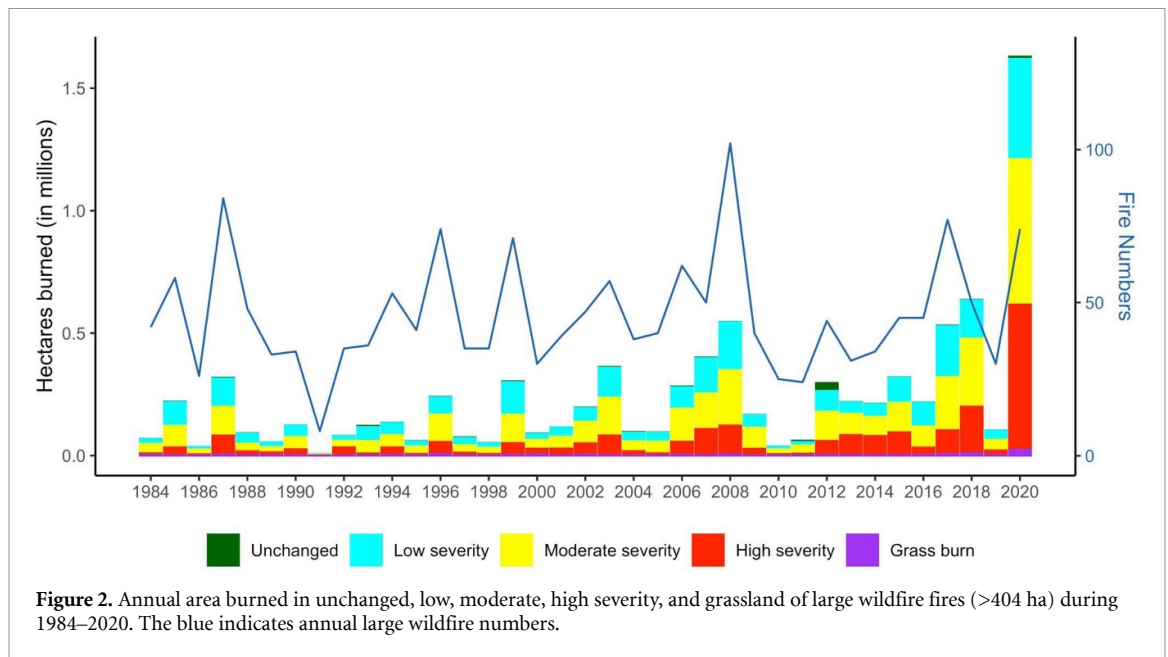 1.5
1.0
0.5
0.0
Hectares burned (in millions)
100
50
0
Fire Numbers
1984 1986 1988 1990 1992 1994 1996 1998 2000 2002 2004 2006 2008 2010 2012 2014 2016 2018 2020
Unchanged Low severity Moderate severity High severity Grass burn
Figure 2. Annual area burned in unchanged, low, moderate, high severity, and grassland of large wildfire fires (>404 ha) during
1984–2020. The blue indicates annual large wildfire numbers.